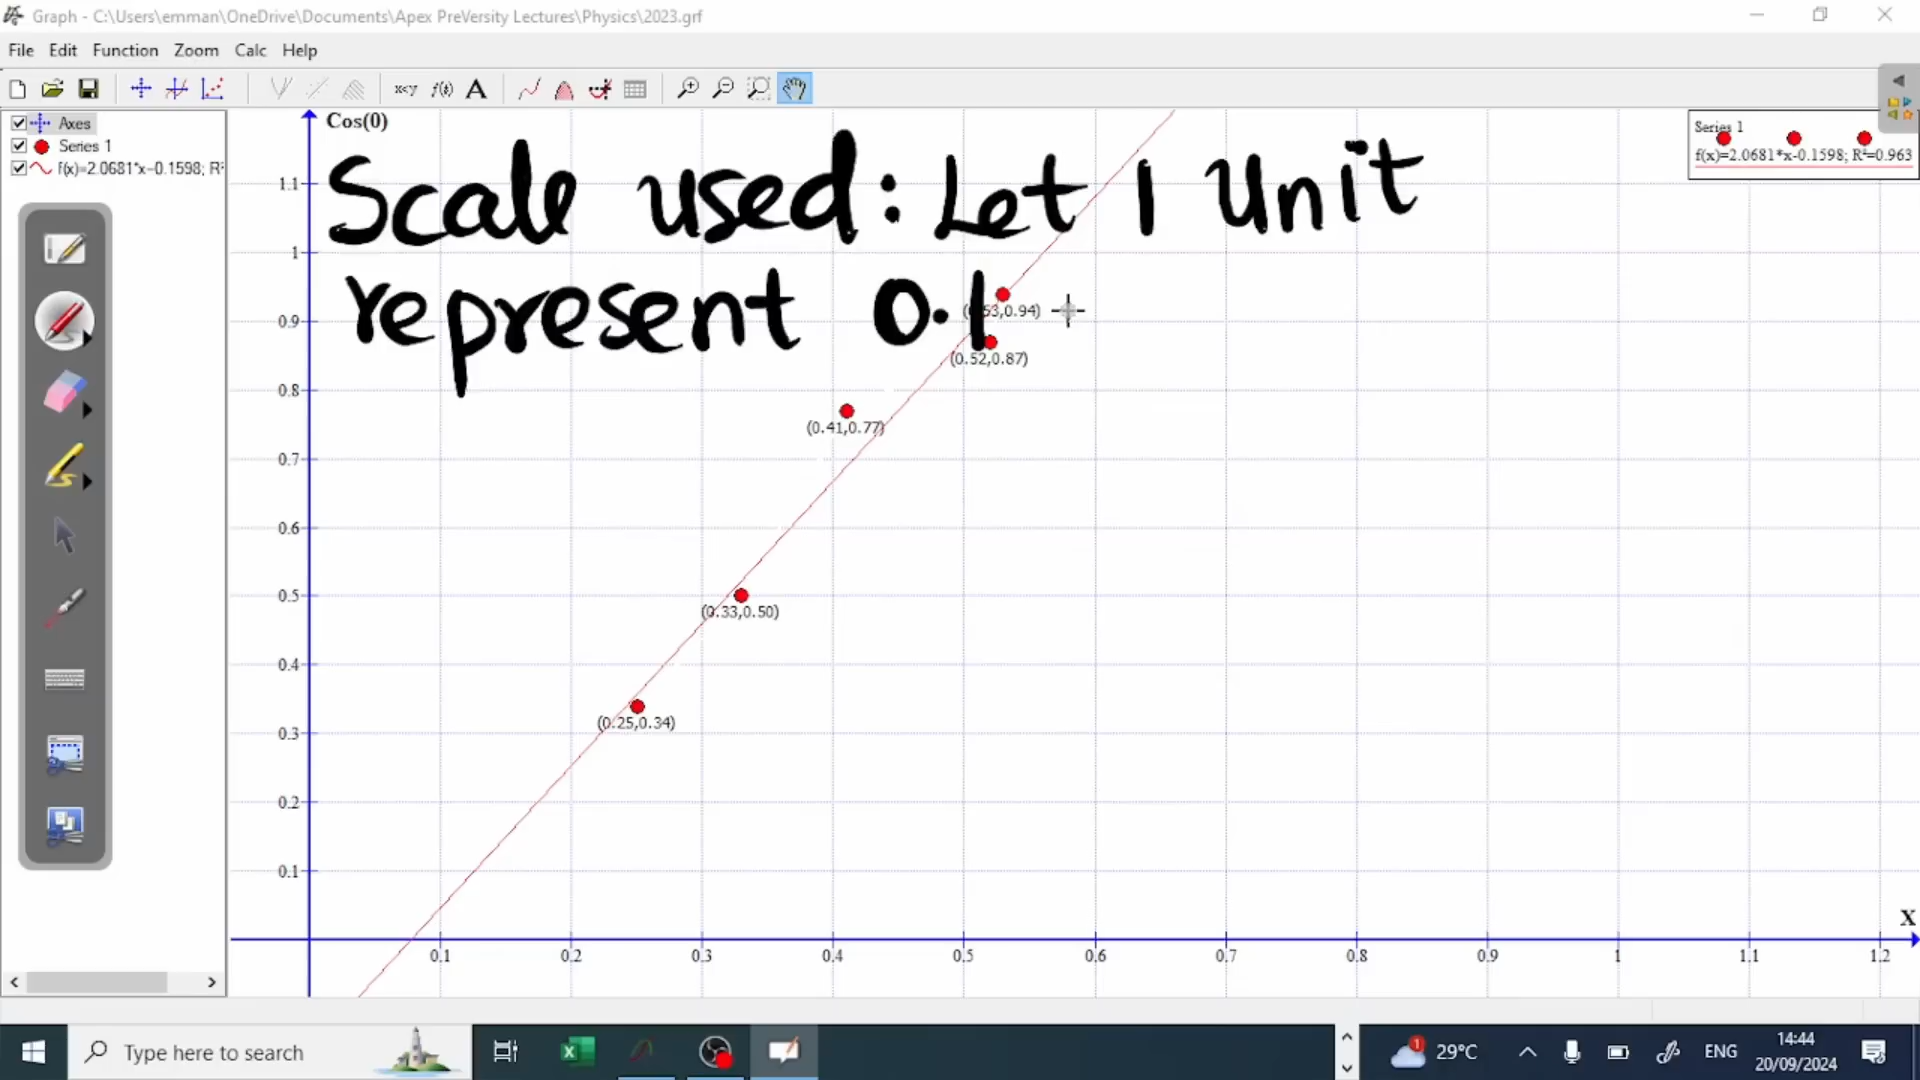 Graph - C:\Users\emman\OneDrive\Documents\Apex PreVersity Lectures\Physics\2023.grf
File Edit Function Zoom Calc Help
Axes
Series 1
f(x)=2.0681*x-0.1598; R²
Cos(0)
Series 1
f(x)=2.0681*x-0.1598; R²=0.963
Scale used: Let 1 Unit
represent 0.1
1.1
1
0.9
0.8
0.7
0.6
0.5
0.4
0.3
0.2
0.1
53,0.94)
(0.52,0.87)
(0.41,0.77)
(0.33,0.50)
(0.25,0.34)
X
0.1 0.2 0.3 0.4 0.5 0.6 0.7 0.8 0.9 1 1.1 1.2
Type here to search
1
29°C
ENG
14:44
20/09/2024